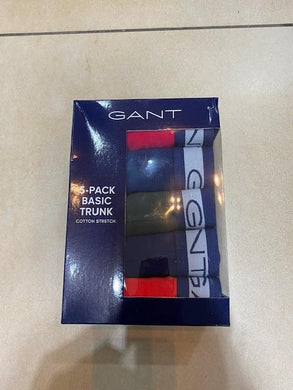 GANT
5-PACK
BASIC
TRUNK
COTTON STRETCH